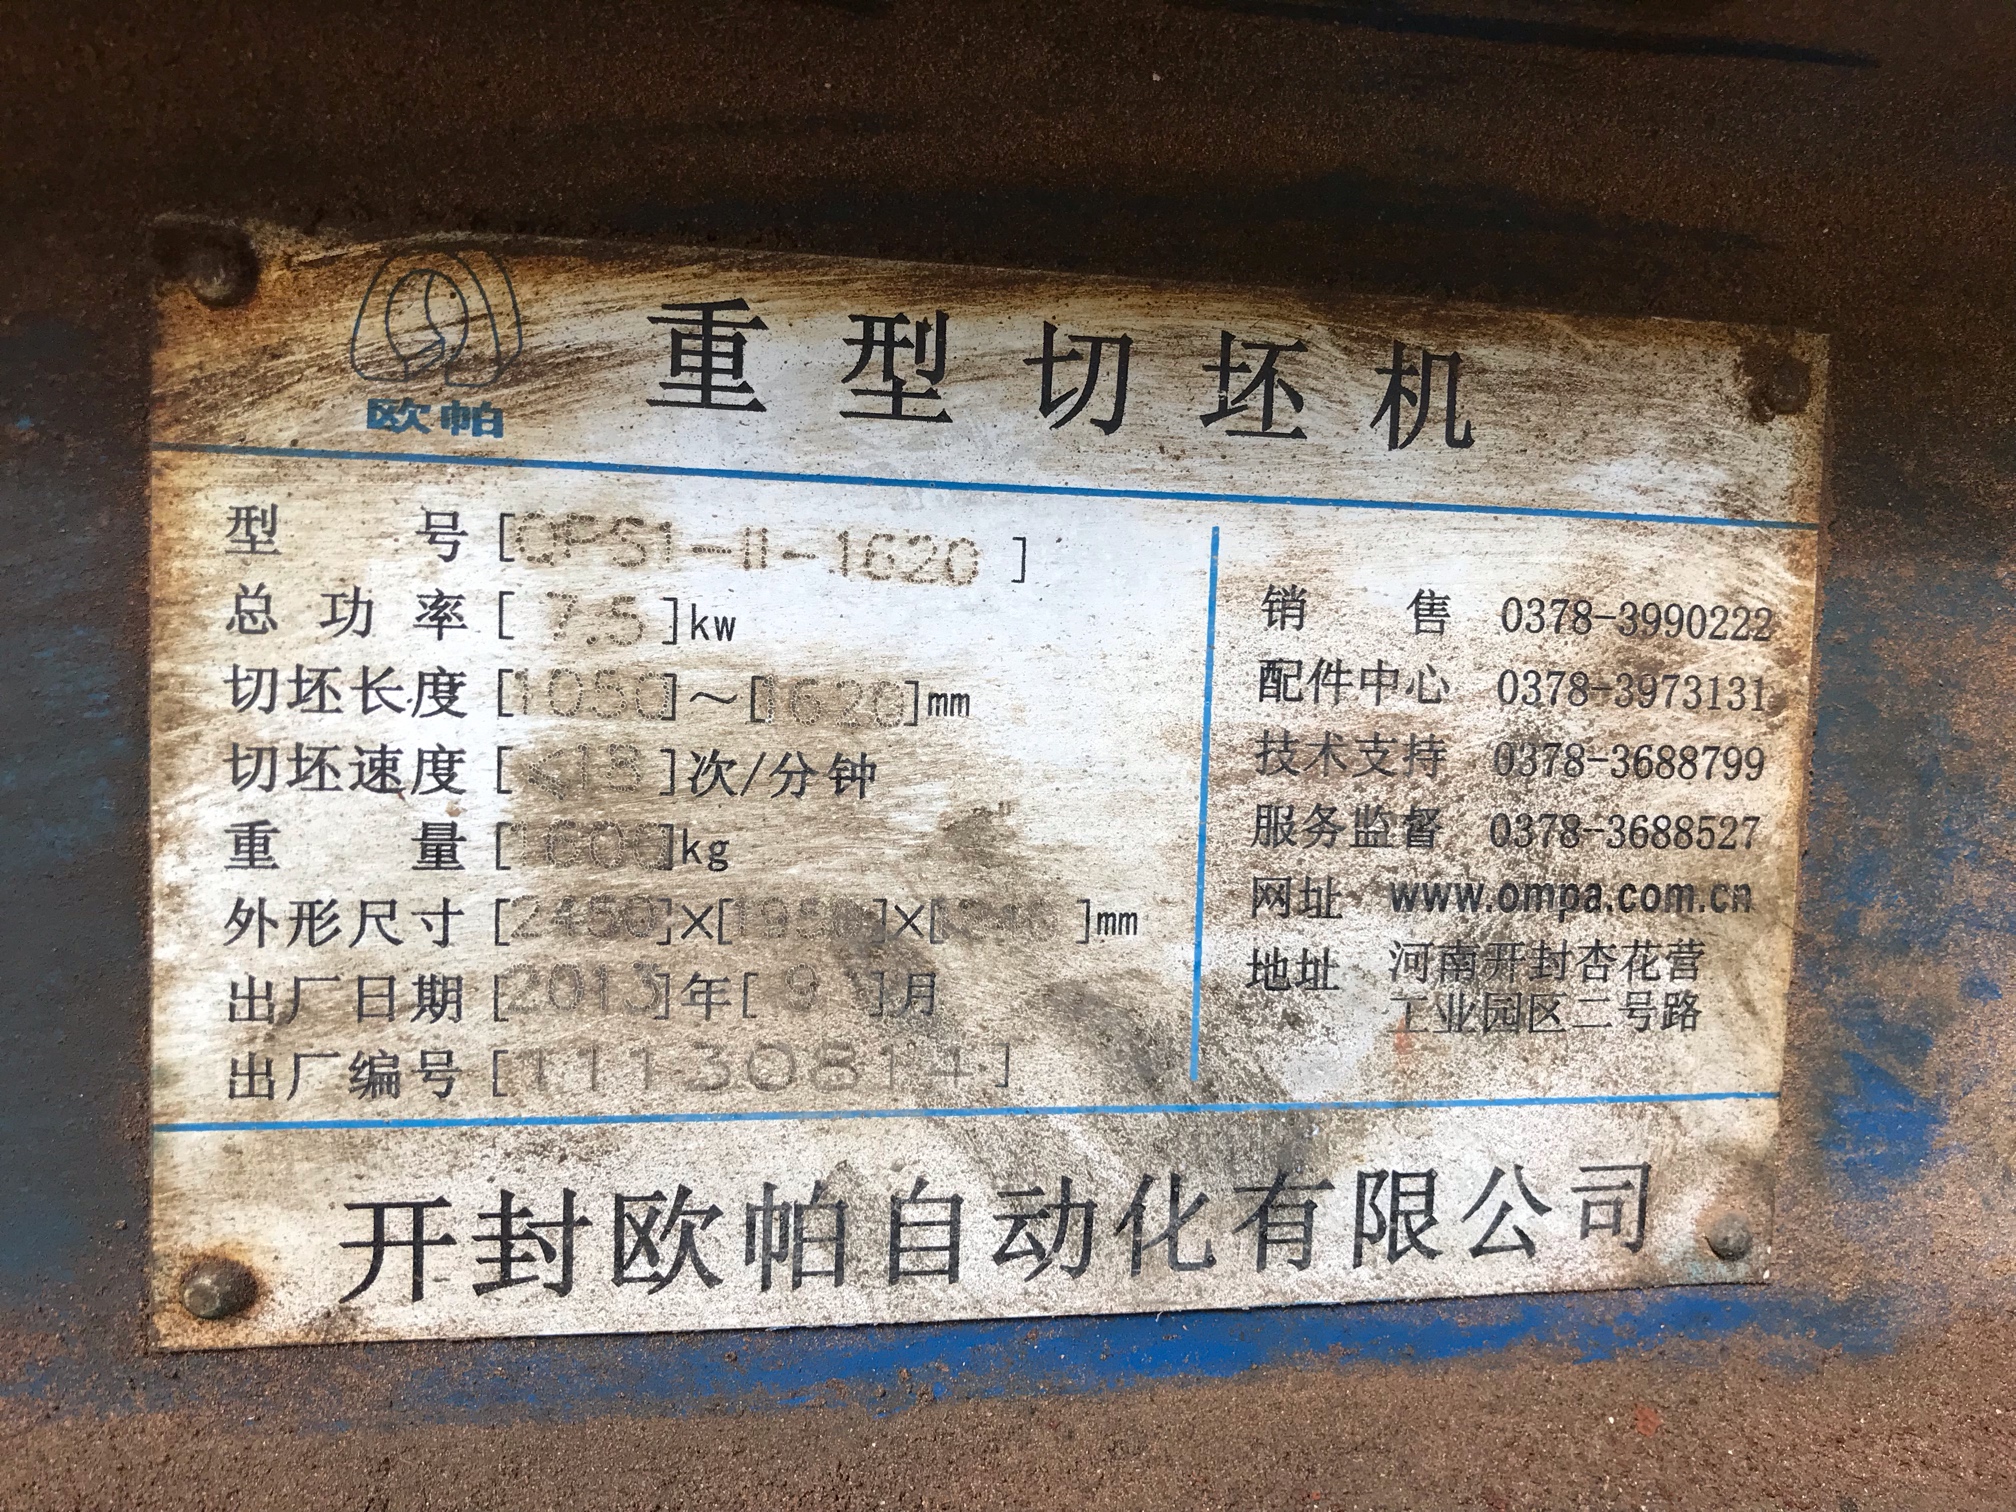 欧帕
重型切坯机
型号[QPS1-II-1620]
总功率[7.5]kw
切坯长度[1050]～[1620]mm
切坯速度[≤13]次/分钟
重量[1600]kg
外形尺寸[2450]×[1950]×[]mm
出厂日期[2013]年[9]月
出厂编号[11130814]
销售 0378-3990222
配件中心 0378-3973131
技术支持 0378-3688799
服务监督 0378-3688527
网址 www.ompa.com.cn
地址 河南开封杏花营
工业园区二号路
开封欧帕自动化有限公司